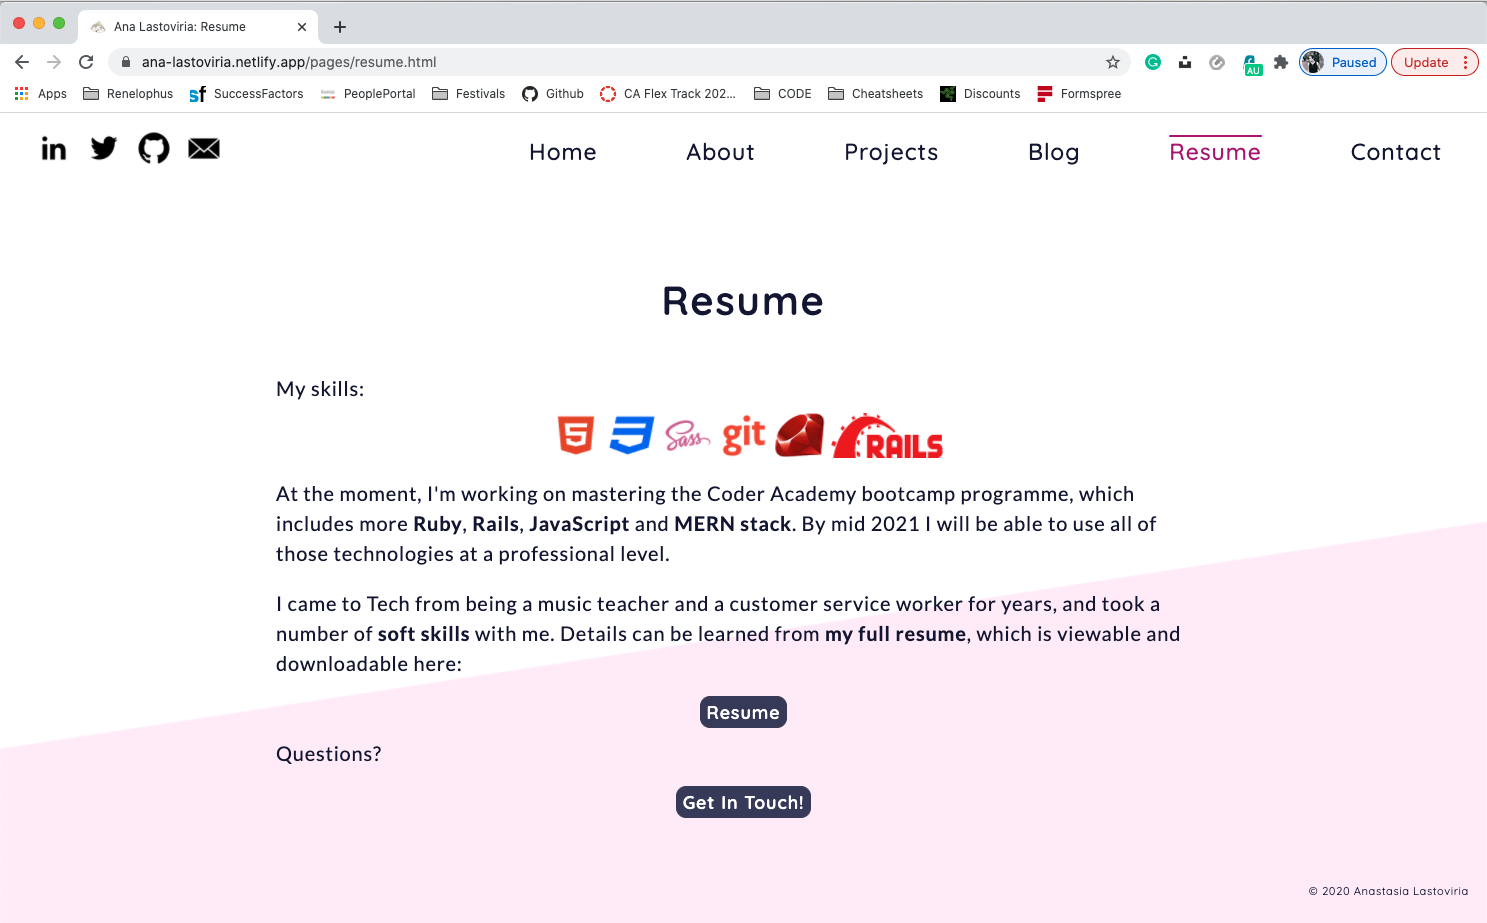 Ana Lastoviria: Resume
ana-lastoviria.netlify.app/pages/resume.html
AU
Paused
Update
Apps
Renelophus
sf SuccessFactors
PeoplePortal
Festivals
Github
CA Flex Track 202...
CODE
Cheatsheets
Discounts
Formspree
in
Home
About
Projects
Blog
Resume
Contact
Resume
My skills:
5 3 Sass git RAILS
At the moment, I'm working on mastering the Coder Academy bootcamp programme, which
includes more Ruby, Rails, JavaScript and MERN stack. By mid 2021 I will be able to use all of
those technologies at a professional level.
I came to Tech from being a music teacher and a customer service worker for years, and took a
number of soft skills with me. Details can be learned from my full resume, which is viewable and
downloadable here:
Resume
Questions?
Get In Touch!
© 2020 Anastasia Lastoviria